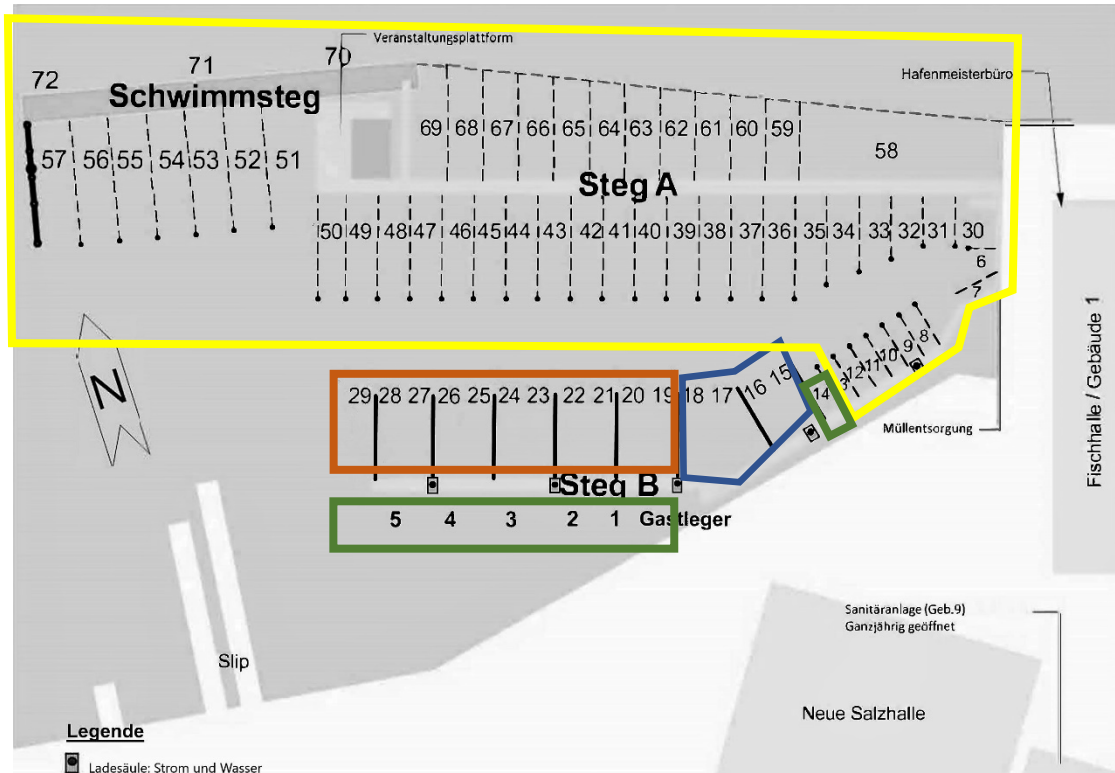 Veranstaltungsplattform
72
71
70
Schwimmsteg
Hafenmeisterbüro
57 56 55 54 53 52 51
69 68 67 66 65 64 63 62 61 60 59
58
Steg A
50 49 48 47 46 45 44 43 42 41 40 39 38 37 36 35 34 33 32 31 30
6
7
N
8
9
10
11
12
14
15
16
17
18
29 28 27 26 25 24 23 22 21 20 19
Fischhalle / Gebäude 1
Müllentsorgung
Steg B
5 4 3 2 1 Gastleger
Slip
Sanitäranlage (Geb.9)
Ganzjährig geöffnet
Neue Salzhalle
Legende
Ladesäule: Strom und Wasser